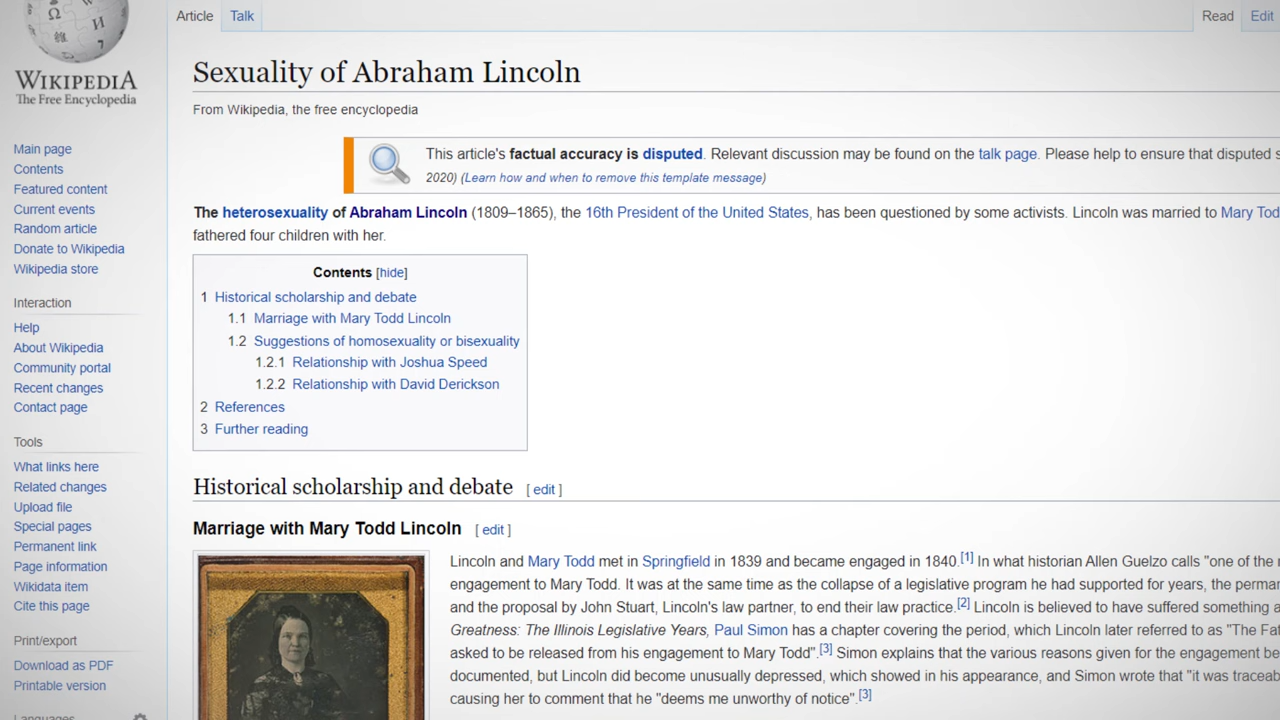 Article Talk Read Edit
WIKIPEDIA
The Free Encyclopedia
Main page
Contents
Featured content
Current events
Random article
Donate to Wikipedia
Wikipedia store
Interaction
Help
About Wikipedia
Community portal
Recent changes
Contact page
Tools
What links here
Related changes
Upload file
Special pages
Permanent link
Page information
Wikidata item
Cite this page
Print/export
Download as PDF
Printable version
Languages
Sexuality of Abraham Lincoln
From Wikipedia, the free encyclopedia
This article's factual accuracy is disputed. Relevant discussion may be found on the talk page. Please help to ensure that disputed s
2020) (Learn how and when to remove this template message)
The heterosexuality of Abraham Lincoln (1809–1865), the 16th President of the United States, has been questioned by some activists. Lincoln was married to Mary Tod
fathered four children with her.
Contents [hide]
1 Historical scholarship and debate
1.1 Marriage with Mary Todd Lincoln
1.2 Suggestions of homosexuality or bisexuality
1.2.1 Relationship with Joshua Speed
1.2.2 Relationship with David Derickson
2 References
3 Further reading
Historical scholarship and debate [ edit ]
Marriage with Mary Todd Lincoln [ edit ]
Lincoln and Mary Todd met in Springfield in 1839 and became engaged in 1840.[1] In what historian Allen Guelzo calls "one of the
engagement to Mary Todd. It was at the same time as the collapse of a legislative program he had supported for years, the perma
and the proposal by John Stuart, Lincoln's law partner, to end their law practice.[2] Lincoln is believed to have suffered something a
Greatness: The Illinois Legislative Years, Paul Simon has a chapter covering the period, which Lincoln later referred to as "The Fat
asked to be released from his engagement to Mary Todd".[3] Simon explains that the various reasons given for the engagement be
documented, but Lincoln did become unusually depressed, which showed in his appearance, and Simon wrote that "it was traceab
causing her to comment that he "deems me unworthy of notice".[3]